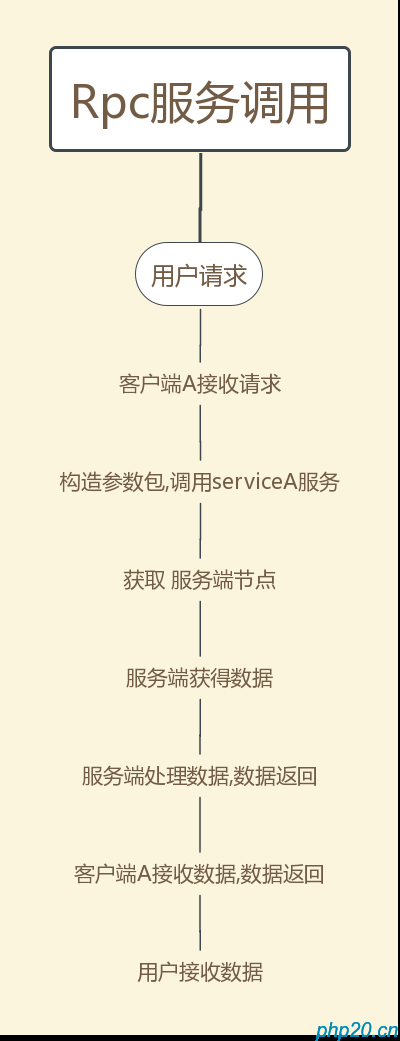 Rpc服务调用
用户请求
客户端A接收请求
构造参数包,调用serviceA服务
获取 服务端节点
服务端获得数据
服务端处理数据,数据返回
客户端A接收数据,数据返回
用户接收数据
php20.cn